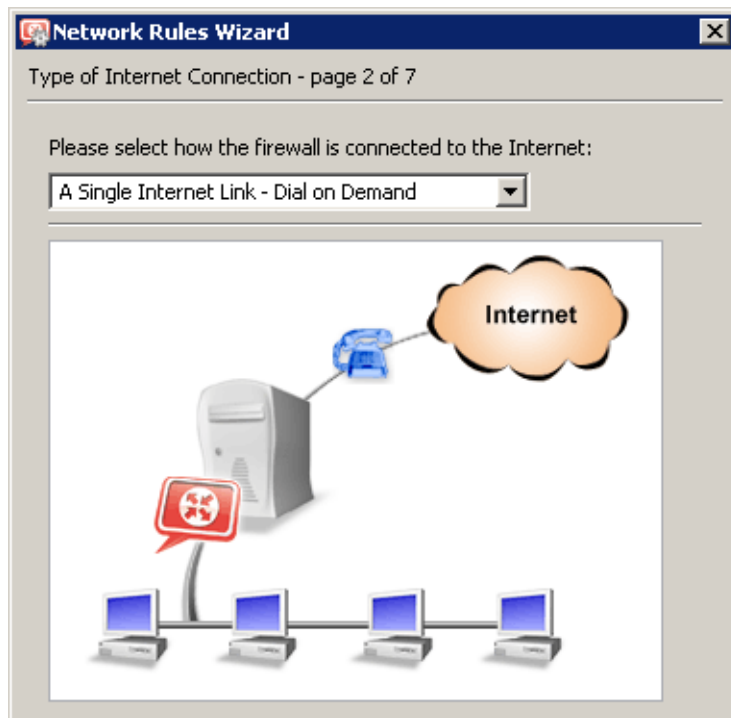 Network Rules Wizard
Type of Internet Connection - page 2 of 7
Please select how the firewall is connected to the Internet:
A Single Internet Link - Dial on Demand
Internet